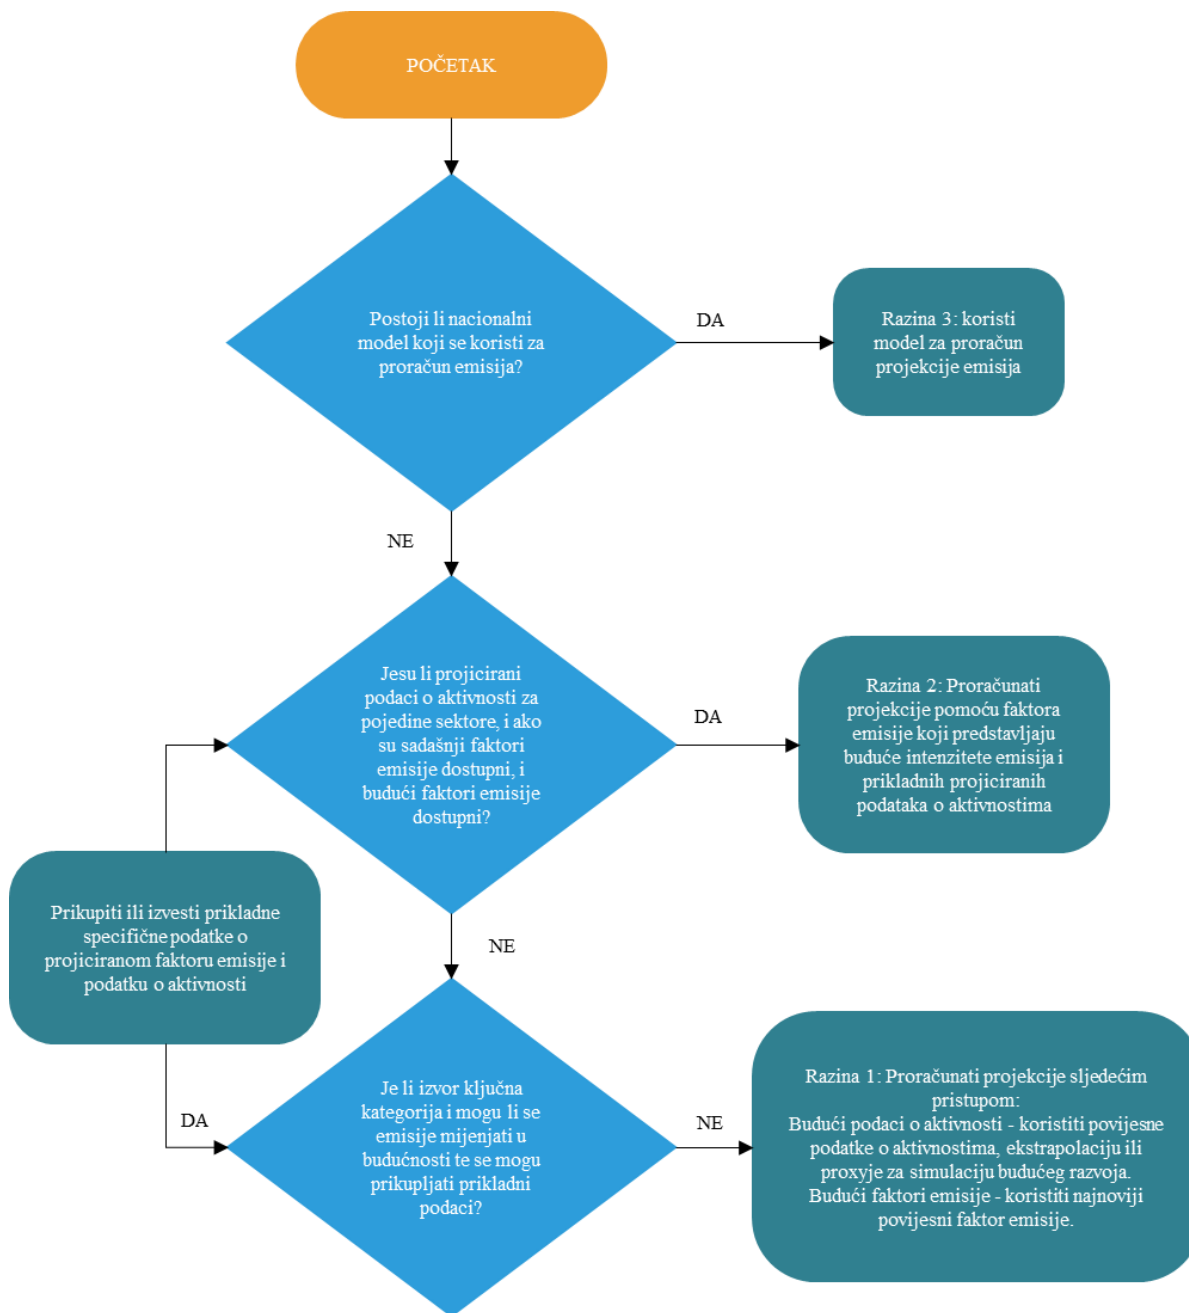 POČETAK
Postoji li nacionalni
model koji se koristi za
proračun emisija?
DA
Razina 3: koristi
model za proračun
projekcije emisija
NE
Jesu li projicirani
podaci o aktivnosti za
pojedine sektore, i ako
su sadašnji faktori
emisije dostupni, i
budući faktori emisije
dostupni?
DA
Razina 2: Proračunati
projekcije pomoću faktora
emisije koji predstavljaju
buduće intenzitete emisija i
prikladnih projiciranih
podataka o aktivnostima
Prikupiti ili izvesti prikladne
specifične podatke o
projiciranom faktoru emisije i
podatku o aktivnosti
NE
Je li izvor ključna
kategorija i mogu li se
emisije mijenjati u
budućnosti te se mogu
prikupljati prikladni
podaci?
DA
NE
Razina 1: Proračunati projekcije sljedećim
pristupom:
Budući podaci o aktivnosti - koristiti povijesne
podatke o aktivnostima, ekstrapolaciju ili
proxyje za simulaciju budućeg razvoja.
Budući faktori emisije - koristiti najnoviji
povijesni faktor emisije.